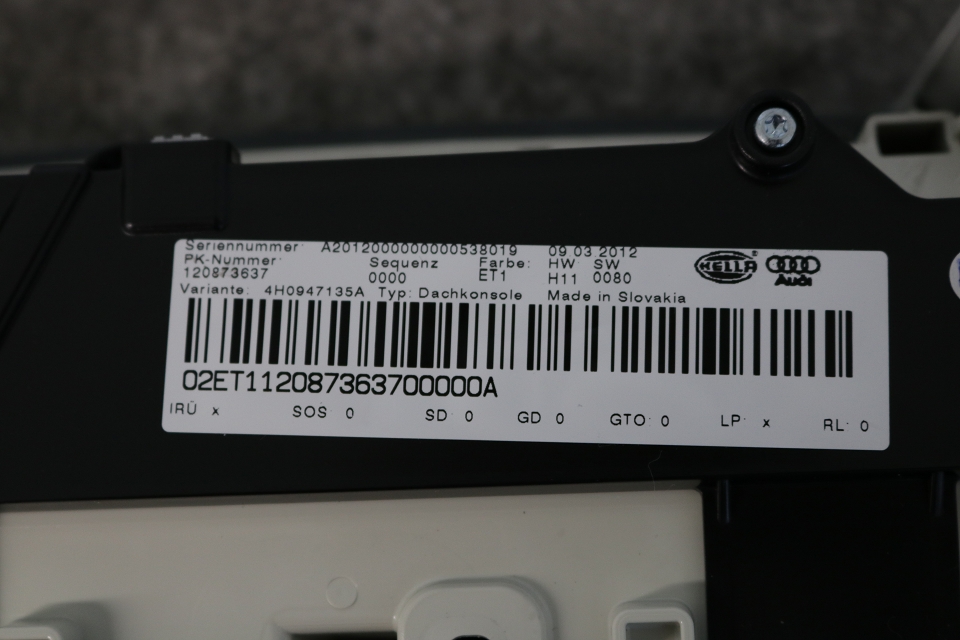 Seriennummer: A2012000000000538019 09.03.2012
PK-Nummer: Sequenz Farbe: HW SW
120873637 0000 ET1 H11 0080
Variante: 4H0947135A Typ: Dachkonsole Made in Slovakia
HELLA Audi
02ET112087363700000A
IRÜ x SOS 0 SD: 0 GD 0 GTO: 0 LP: x RL: 0